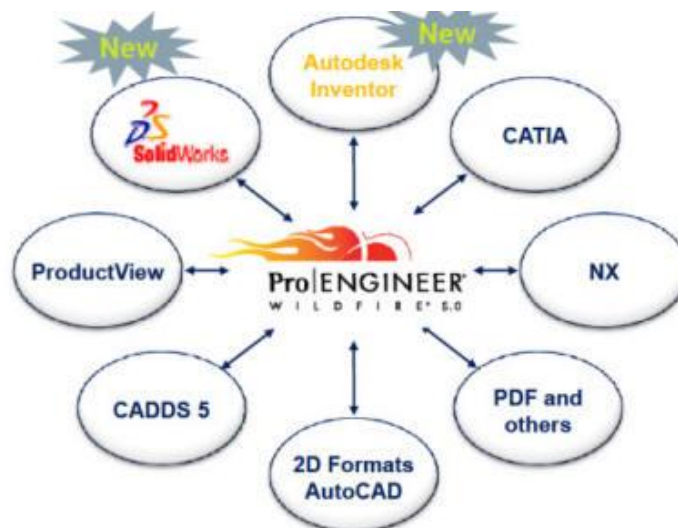 New
New
Autodesk
Inventor
SolidWorks
CATIA
ProductView
Pro|ENGINEER®
WILDFIRE® 5.0
NX
CADDS 5
PDF and
others
2D Formats
AutoCAD